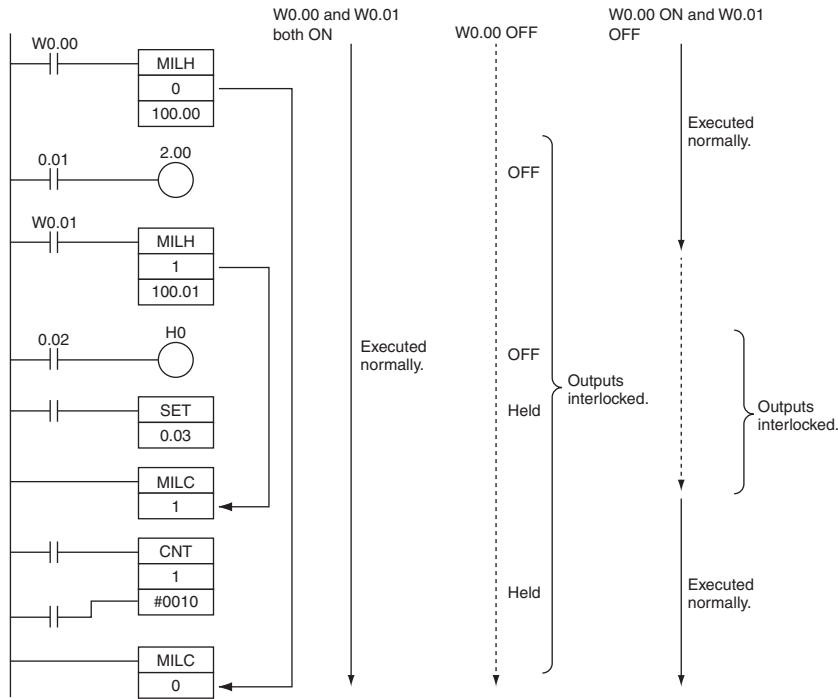 W0.00 and W0.01
both ON
W0.00 OFF
W0.00 ON and W0.01
OFF
W0.00
MILH
0
100.00
0.01
2.00
W0.01
MILH
1
100.01
0.02
H0
SET
0.03
MILC
1
CNT
1
#0010
MILC
0
Executed
normally.
OFF
OFF
Held
Held
Outputs
interlocked.
Executed
normally.
Outputs
interlocked.
Executed
normally.